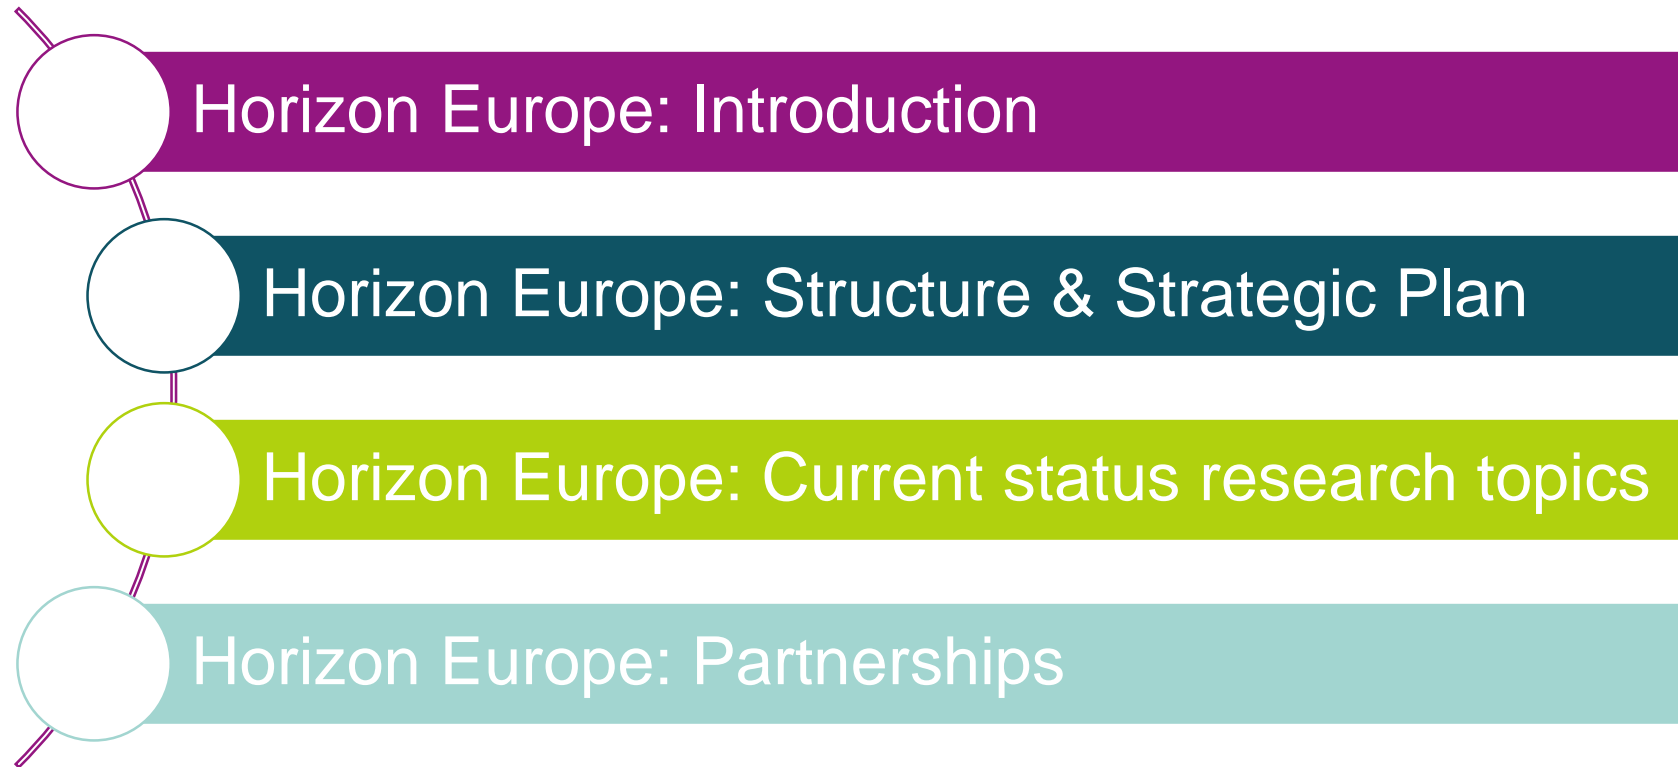 Horizon Europe: Introduction
Horizon Europe: Structure & Strategic Plan
Horizon Europe: Current status research topics
Horizon Europe: Partnerships